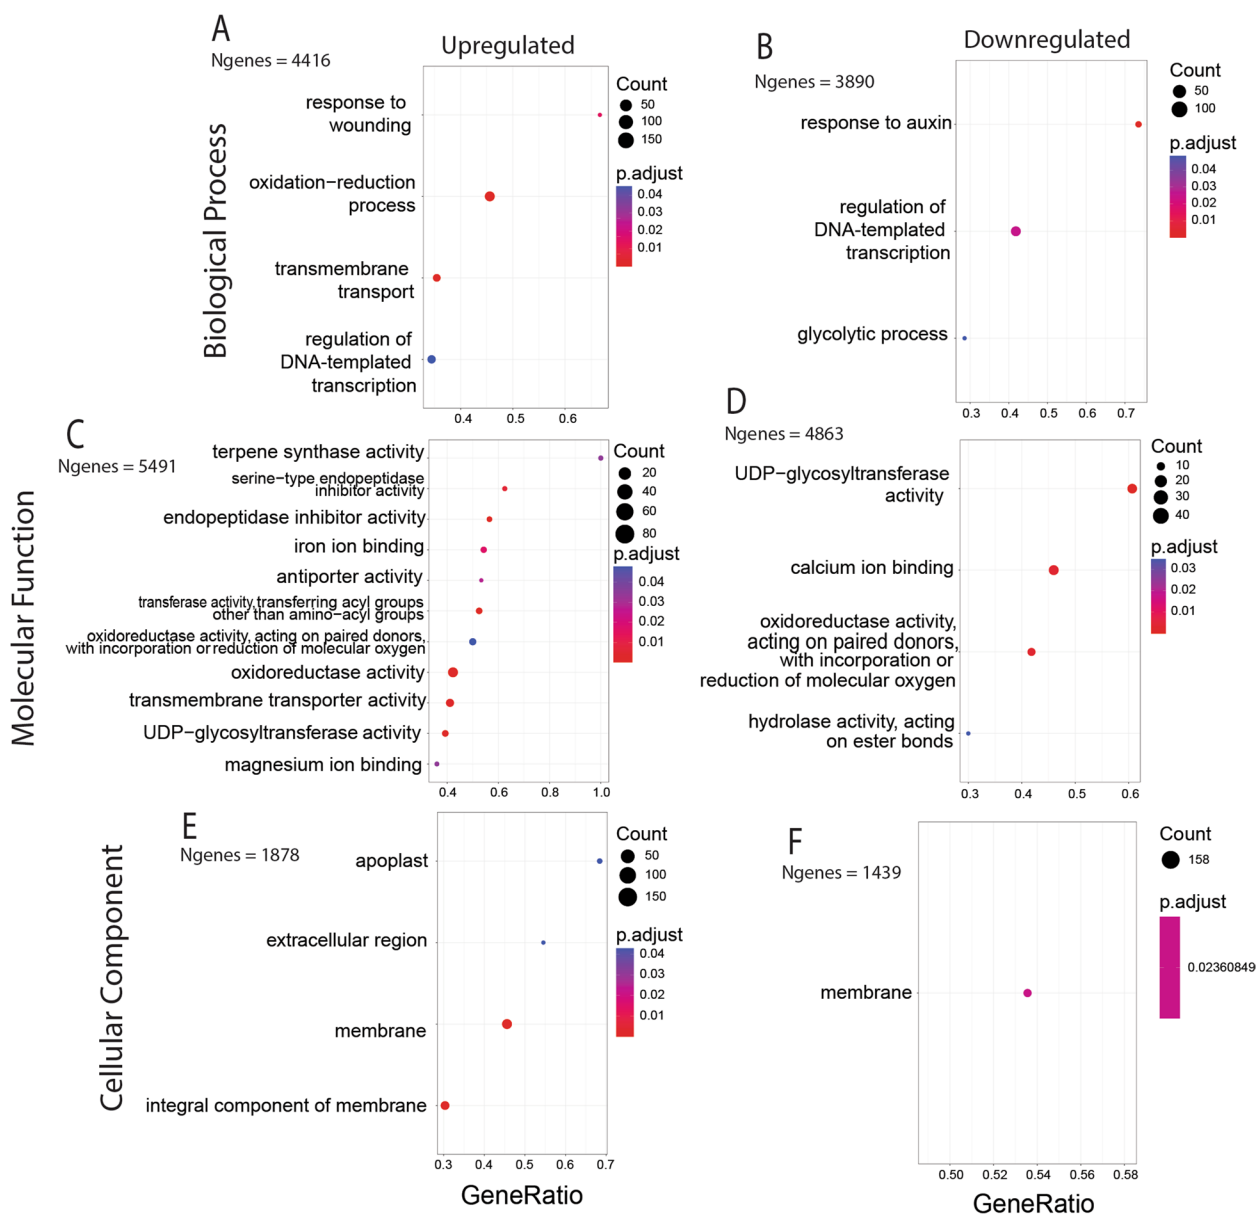 A
Upregulated
Ngenes = 4416
Biological Process
response to
wounding
oxidation−reduction
process
transmembrane
transport
regulation of
DNA-templated
transcription
0.4 0.5 0.6
Count
50
100
150
p.adjust
0.04
0.03
0.02
0.01
B
Downregulated
Ngenes = 3890
response to auxin
regulation of
DNA-templated
transcription
glycolytic process
0.3 0.4 0.5 0.6 0.7
Count
50
100
p.adjust
0.04
0.03
0.02
0.01
C
Ngenes = 5491
Molecular Function
terpene synthase activity
serine−type endopeptidase
inhibitor activity
endopeptidase inhibitor activity
iron ion binding
antiporter activity
transferase activity,transferring acyl groups
other than amino−acyl groups
oxidoreductase activity, acting on paired donors,
with incorporation or reduction of molecular oxygen
oxidoreductase activity
transmembrane transporter activity
UDP−glycosyltransferase activity
magnesium ion binding
0.4 0.6 0.8 1.0
Count
20
40
60
80
p.adjust
0.04
0.03
0.02
0.01
D
Ngenes = 4863
UDP−glycosyltransferase
activity
calcium ion binding
oxidoreductase activity,
acting on paired donors,
with incorporation or
reduction of molecular oxygen
hydrolase activity, acting
on ester bonds
0.3 0.4 0.5 0.6
Count
10
20
30
40
p.adjust
0.03
0.02
0.01
E
Ngenes = 1878
Cellular Component
apoplast
extracellular region
membrane
integral component of membrane
0.3 0.4 0.5 0.6 0.7
GeneRatio
Count
50
100
150
p.adjust
0.04
0.03
0.02
0.01
F
Ngenes = 1439
membrane
0.50 0.52 0.54 0.56 0.58
GeneRatio
Count
158
p.adjust
0.02360849